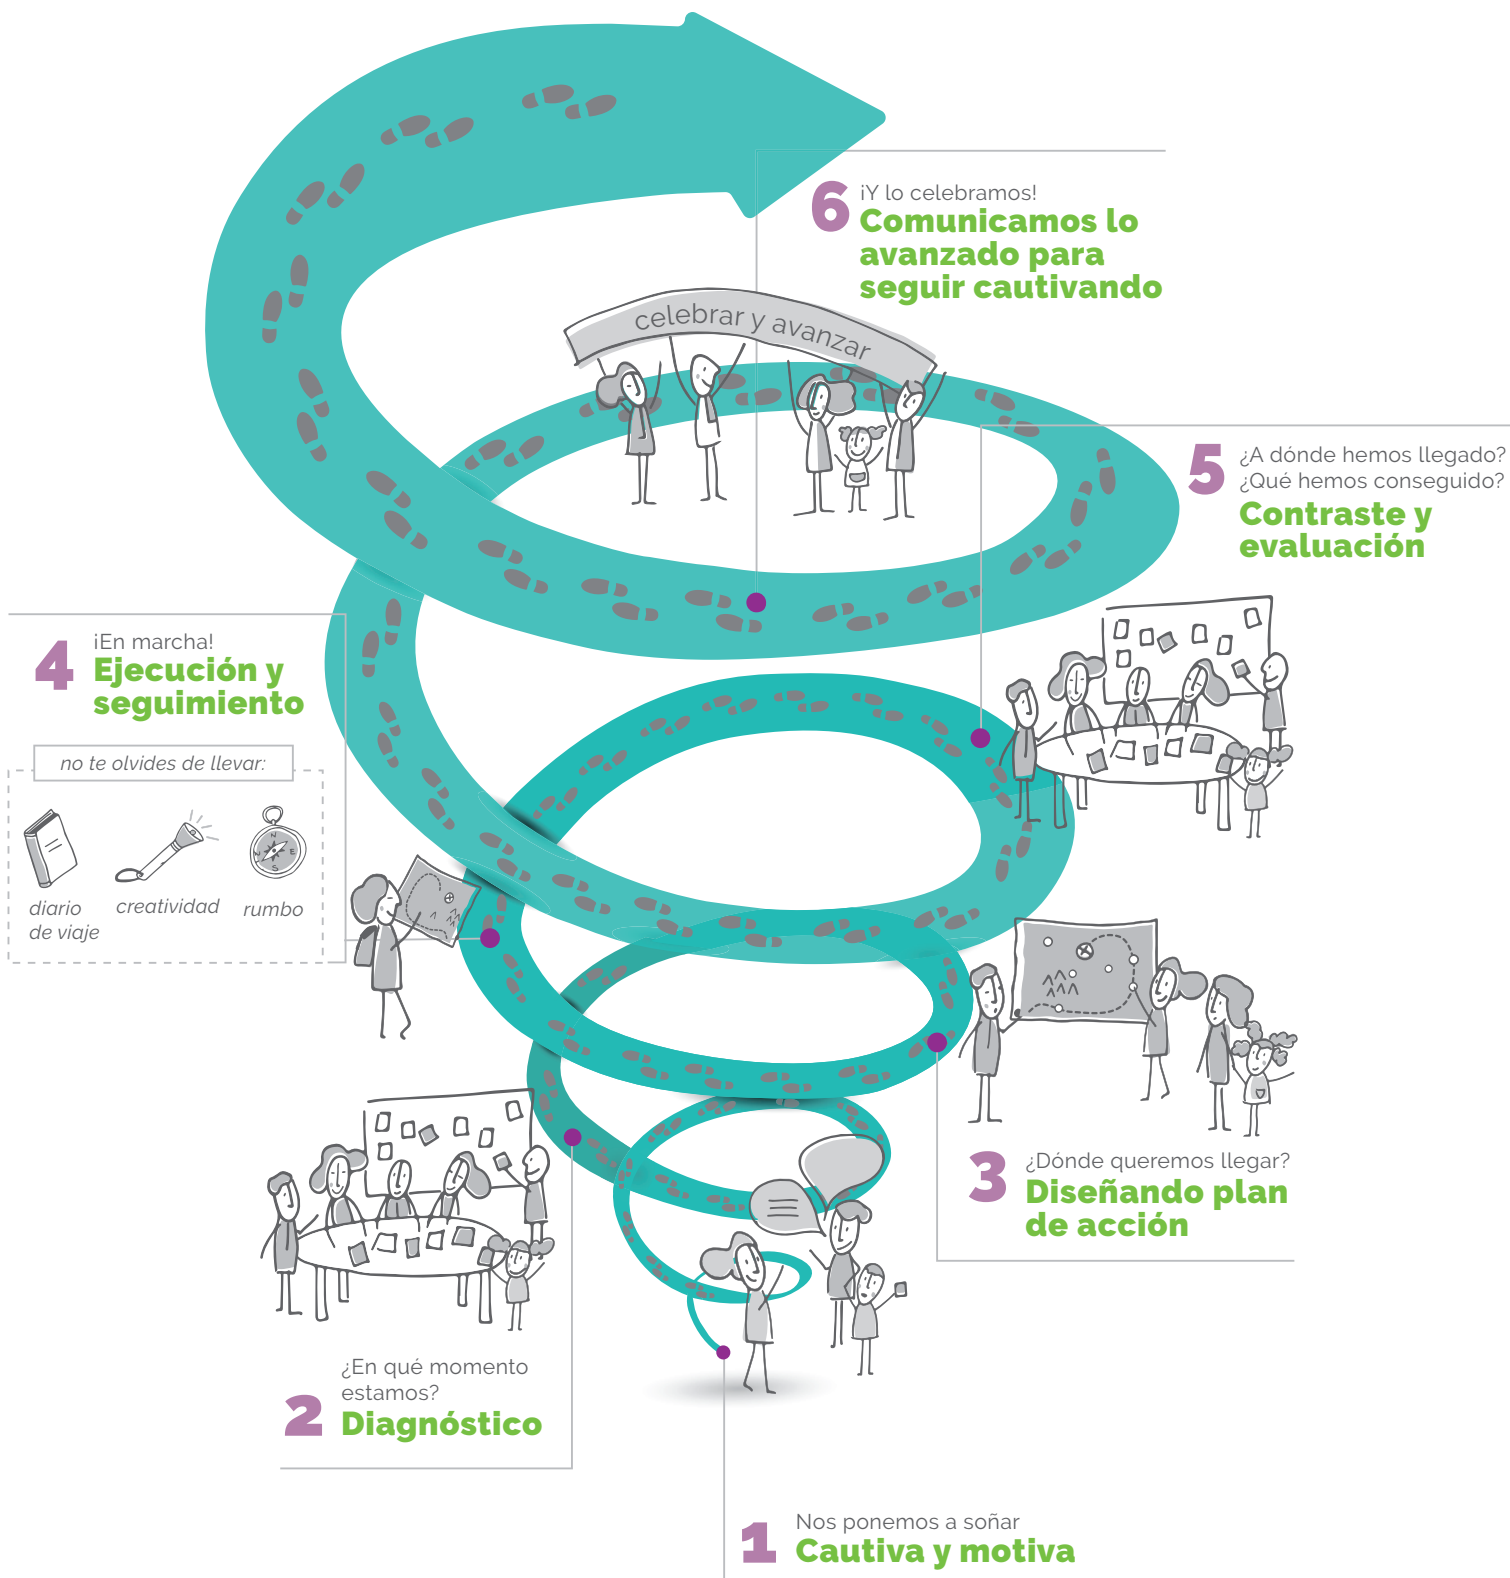 6
¡Y lo celebramos!
Comunicamos lo
avanzado para
seguir cautivando
celebrar y avanzar
5
¿A dónde hemos llegado?
¿Qué hemos conseguido?
Contraste y
evaluación
4
¡En marcha!
Ejecución y
seguimiento
no te olvides de llevar:
N
E
S
diario
de viaje
creatividad
rumbo
3
¿Dónde queremos llegar?
Diseñando plan
de acción
2
¿En qué momento
estamos?
Diagnóstico
1
Nos ponemos a soñar
Cautiva y motiva